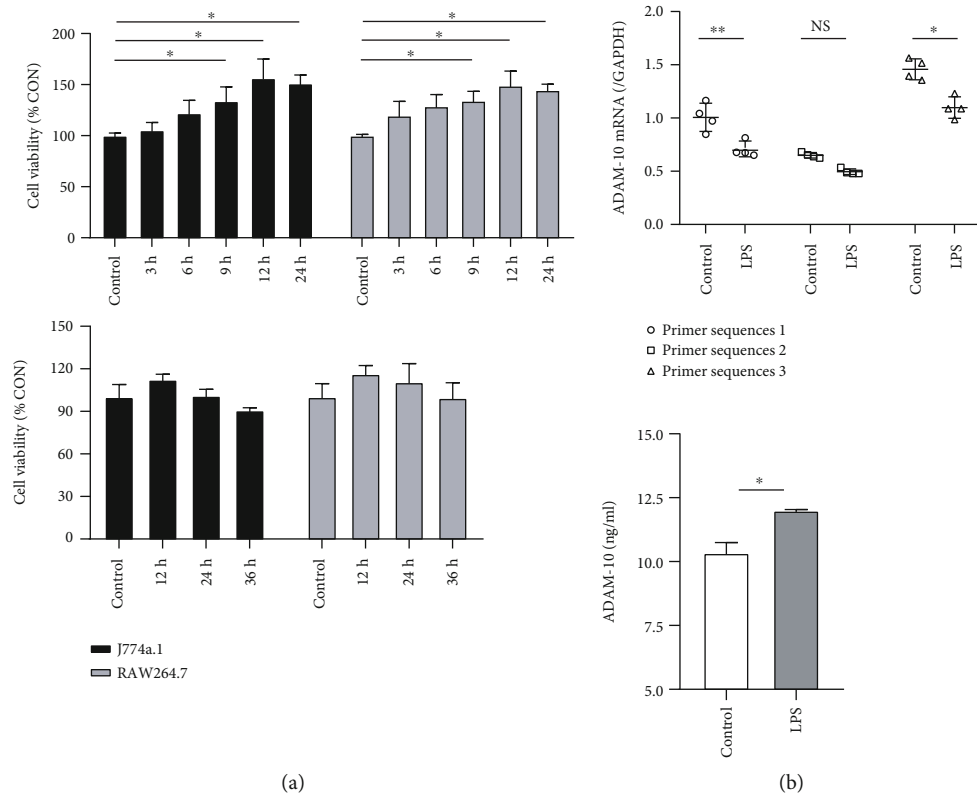 Cell viability (% CON)
200
150
100
50
0
*
*
*
*
*
*
Control
3 h
6 h
9 h
12 h
24 h
Control
3 h
6 h
9 h
12 h
24 h
Cell viability (% CON)
150
120
90
60
30
0
Control
12 h
24 h
36 h
Control
12 h
24 h
36 h
J774a.1
RAW264.7
(a)
ADAM-10 mRNA (/GAPDH)
2.0
1.5
1.0
0.5
0.0
**
NS
*
Control
LPS
Control
LPS
Control
LPS
Primer sequences 1
Primer sequences 2
Primer sequences 3
ADAM-10 (ng/ml)
15.0
12.5
10.0
7.5
5.0
*
Control
LPS
(b)